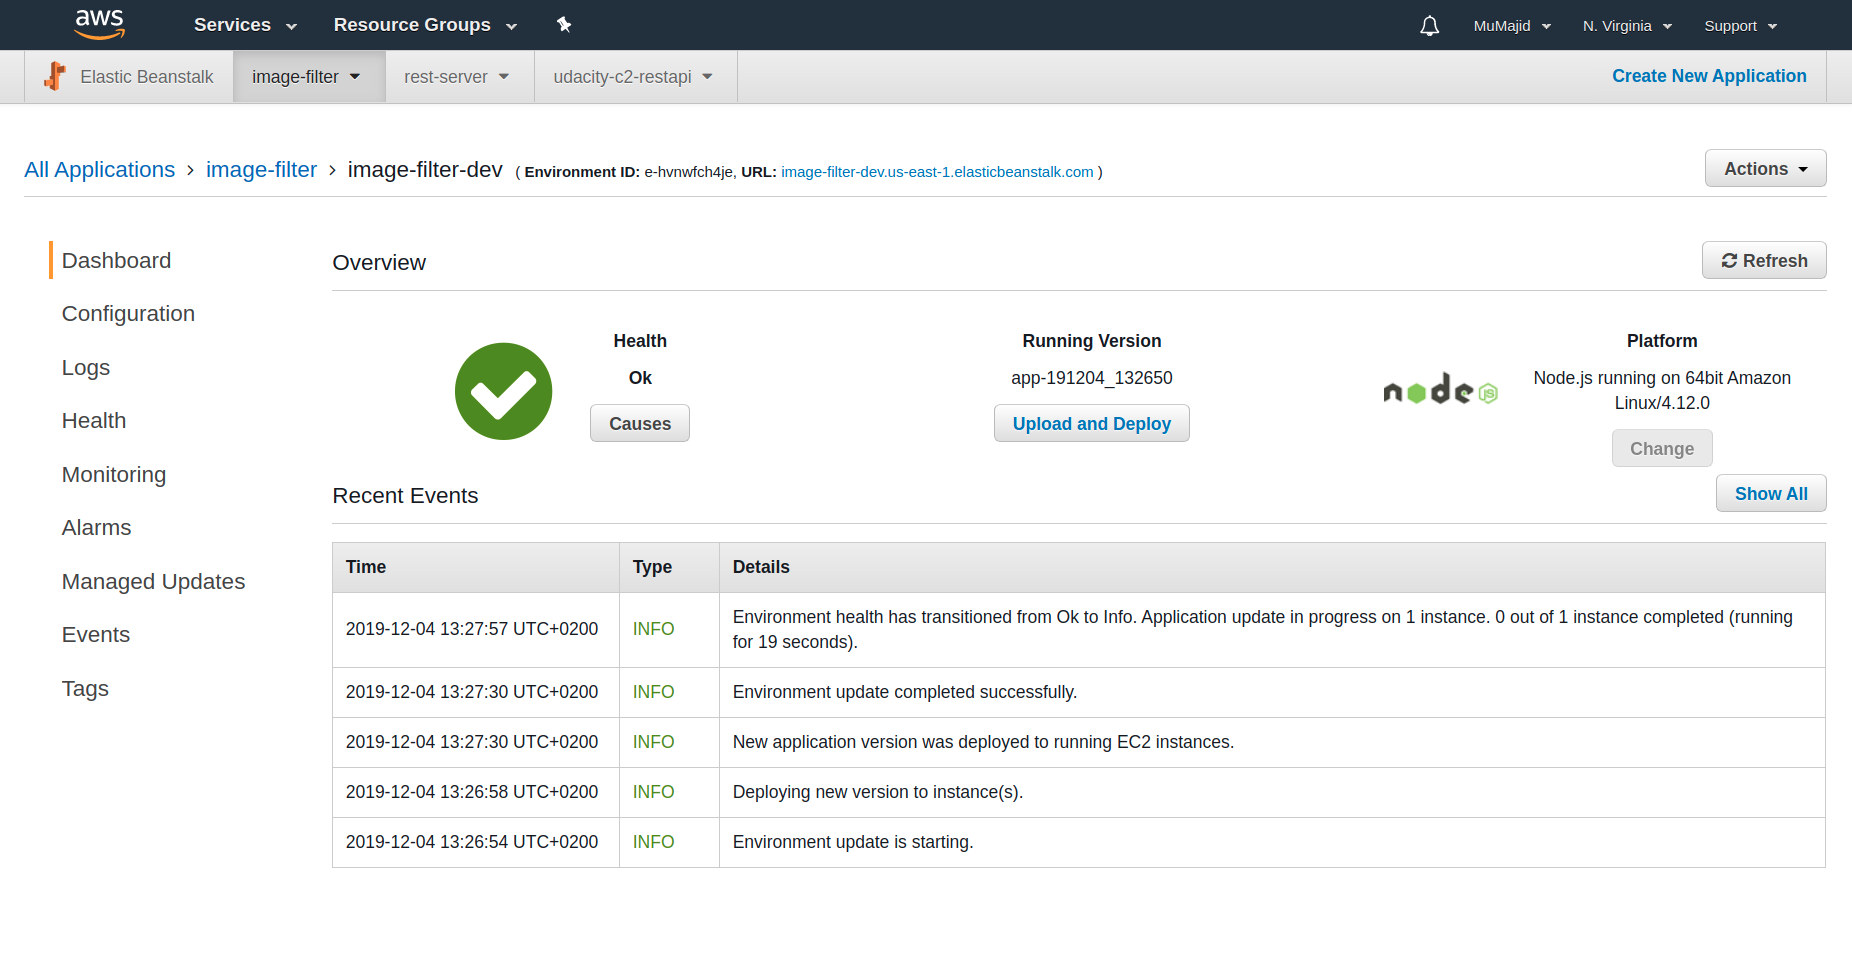 aws Services Resource Groups MuMajid N. Virginia Support
Elastic Beanstalk image-filter rest-server udacity-c2-restapi Create New Application
All Applications › image-filter › image-filter-dev ( Environment ID: e-hvnwfch4je, URL: image-filter-dev.us-east-1.elasticbeanstalk.com ) Actions
Dashboard
Configuration
Logs
Health
Monitoring
Alarms
Managed Updates
Events
Tags
Overview Refresh
Health
Ok
Causes
Running Version
app-191204_132650
Upload and Deploy
node JS
Platform
Node.js running on 64bit Amazon
Linux/4.12.0
Change
Recent Events Show All
Time Type Details
2019-12-04 13:27:57 UTC+0200 INFO Environment health has transitioned from Ok to Info. Application update in progress on 1 instance. 0 out of 1 instance completed (running
for 19 seconds).
2019-12-04 13:27:30 UTC+0200 INFO Environment update completed successfully.
2019-12-04 13:27:30 UTC+0200 INFO New application version was deployed to running EC2 instances.
2019-12-04 13:26:58 UTC+0200 INFO Deploying new version to instance(s).
2019-12-04 13:26:54 UTC+0200 INFO Environment update is starting.